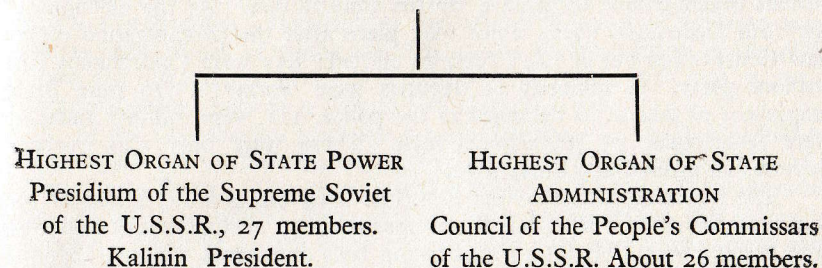 HIGHEST ORGAN OF STATE POWER
Presidium of the Supreme Soviet
of the U.S.S.R., 27 members.
Kalinin President.
HIGHEST ORGAN OF STATE
ADMINISTRATION
Council of the People's Commissars
of the U.S.S.R. About 26 members.